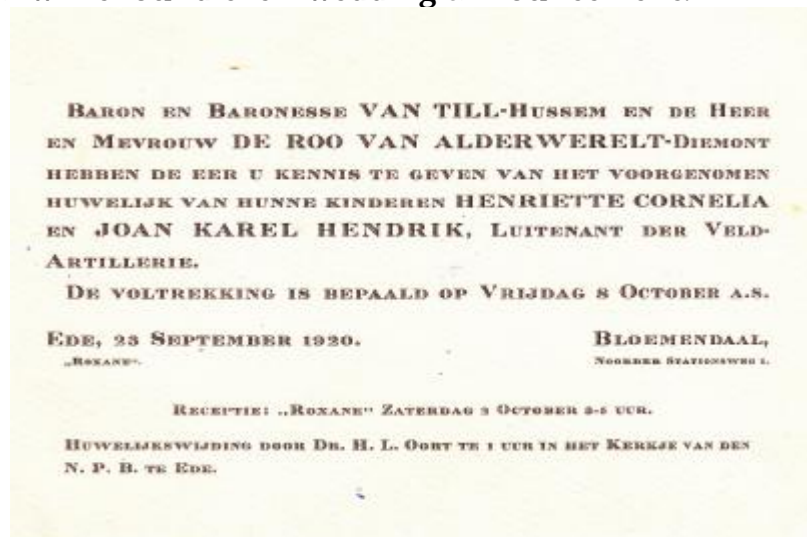 Baron en Baronesse VAN TILL-Hussem en de Heer
en Mevrouw DE ROO VAN ALDERWERELT-Diemont
hebben de eer u kennis te geven van het voorgenomen
huwelijk van hunne kinderen HENRIETTE CORNELIA
en JOAN KAREL HENDRIK, Luitenant der Veld-
Artillerie.
De voltrekking is bepaald op Vrijdag 8 October a.s.
Ede, 23 September 1920. Bloemendaal,
„Roxane“. Noorder Stationsweg 1.
Receptie: „Roxane“ Zaterdag 2 October 3-5 uur.
Huwelijkswijding door Dr. H. L. Oort te 1 uur in het Kerkje van den
N. P. B. te Ede.